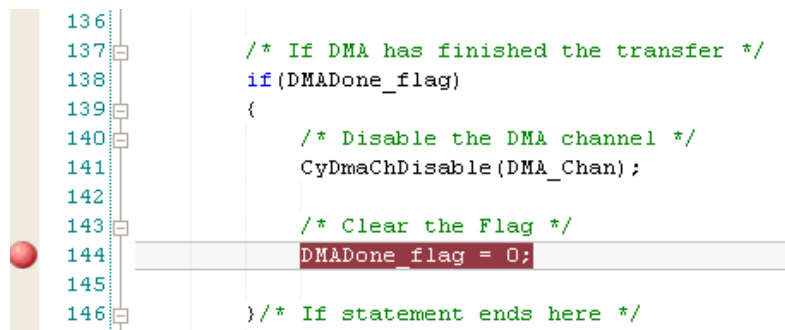 136
137 /* If DMA has finished the transfer */
138 if(DMADone_flag)
139 {
140 /* Disable the DMA channel */
141 CyDmaChDisable(DMA_Chan);
142
143 /* Clear the Flag */
144 DMADone_flag = 0;
145
146 }/* If statement ends here */